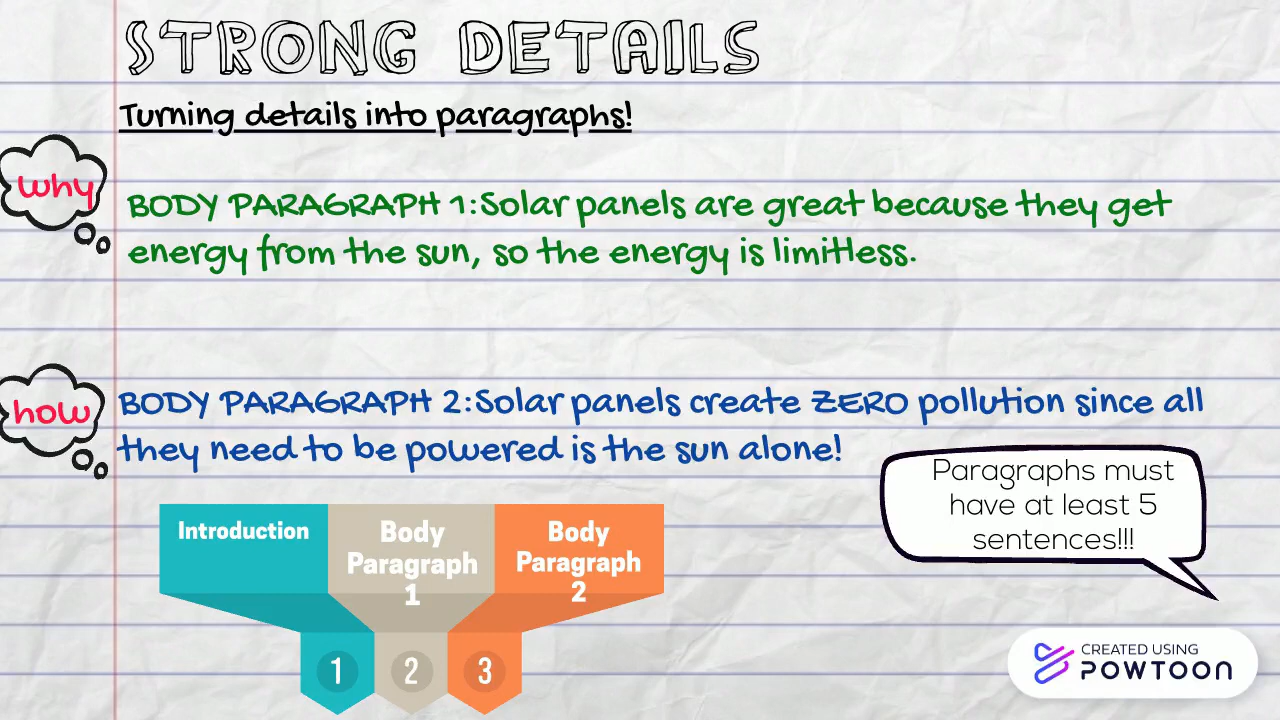 STRONG DETAILS
Turning details into paragraphs!
why
BODY PARAGRAPH 1:Solar panels are great because they get
energy from the sun, so the energy is limitless.
how
BODY PARAGRAPH 2:Solar panels create ZERO pollution since all
they need to be powered is the sun alone!
Paragraphs must
have at least 5
sentences!!!
Introduction
Body
Paragraph
1
Body
Paragraph
2
1
2
3
CREATED USING
POWTOON